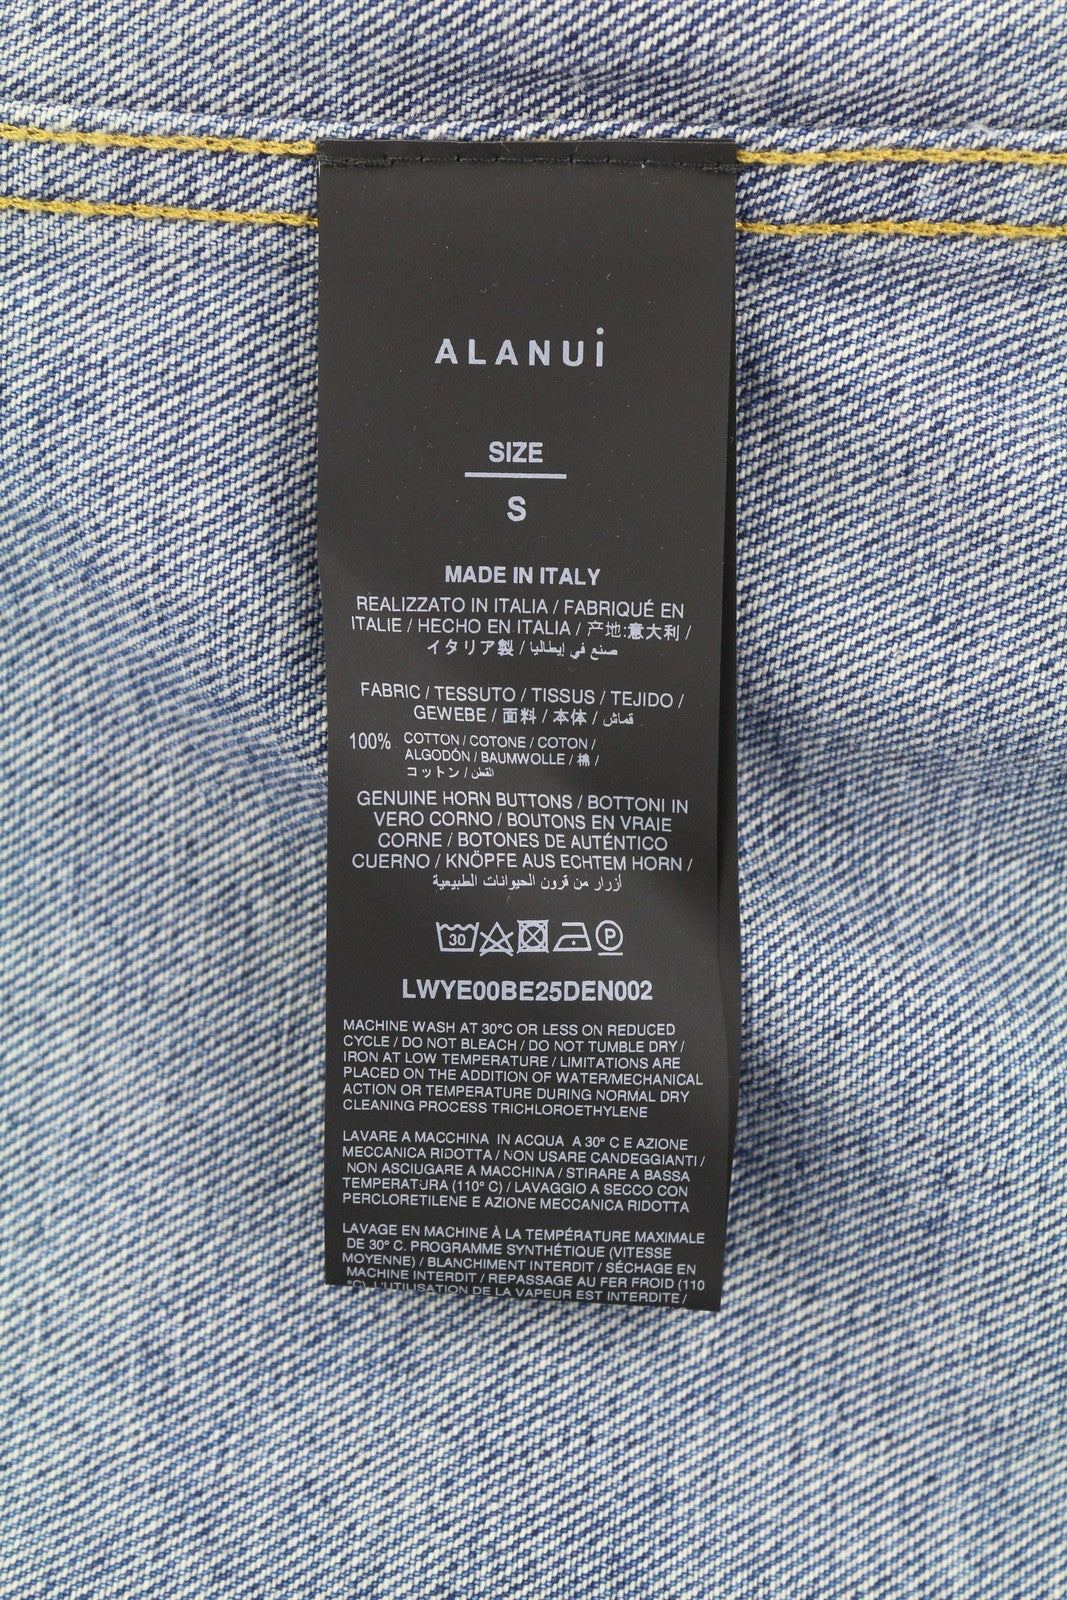 ALANUi
SIZE
S
MADE IN ITALY
REALIZZATO IN ITALIA / FABRIQUÉ EN
ITALIE / HECHO EN ITALIA / 产地:意大利 /
イタリア製 / صنع في إيطاليا
FABRIC / TESSUTO / TISSUS / TEJIDO /
GEWEBE / 面料 / 本体 / قماش
100% COTTON / COTONE / COTON /
ALGODÓN / BAUMWOLLE / 棉 /
コットン / القطن
GENUINE HORN BUTTONS / BOTTONI IN
VERO CORNO / BOUTONS EN VRAIE
CORNE / BOTONES DE AUTÉNTICO
CUERNO / KNÖPFE AUS ECHTEM HORN /
أزرار من قرون الحيوانات الطبيعية
30 P
LWYE00BE25DEN002
MACHINE WASH AT 30°C OR LESS ON REDUCED
CYCLE / DO NOT BLEACH / DO NOT TUMBLE DRY /
IRON AT LOW TEMPERATURE / LIMITATIONS ARE
PLACED ON THE ADDITION OF WATER/MECHANICAL
ACTION OR TEMPERATURE DURING NORMAL DRY
CLEANING PROCESS TRICHLOROETHYLENE
LAVARE A MACCHINA IN ACQUA A 30° C E AZIONE
MECCANICA RIDOTTA / NON USARE CANDEGGIANTI /
NON ASCIUGARE A MACCHINA / STIRARE A BASSA
TEMPERATURA (110° C) / LAVAGGIO A SECCO CON
PERCLORETILENE E AZIONE MECCANICA RIDOTTA
LAVAGE EN MACHINE À LA TEMPÉRATURE MAXIMALE
DE 30° C. PROGRAMME SYNTHÉTIQUE (VITESSE
MOYENNE) / BLANCHIMENT INTERDIT / SÉCHAGE EN
MACHINE INTERDIT / REPASSAGE AU FER FROID (110
°C). L'UTILISATION DE LA VAPEUR EST INTERDITE /